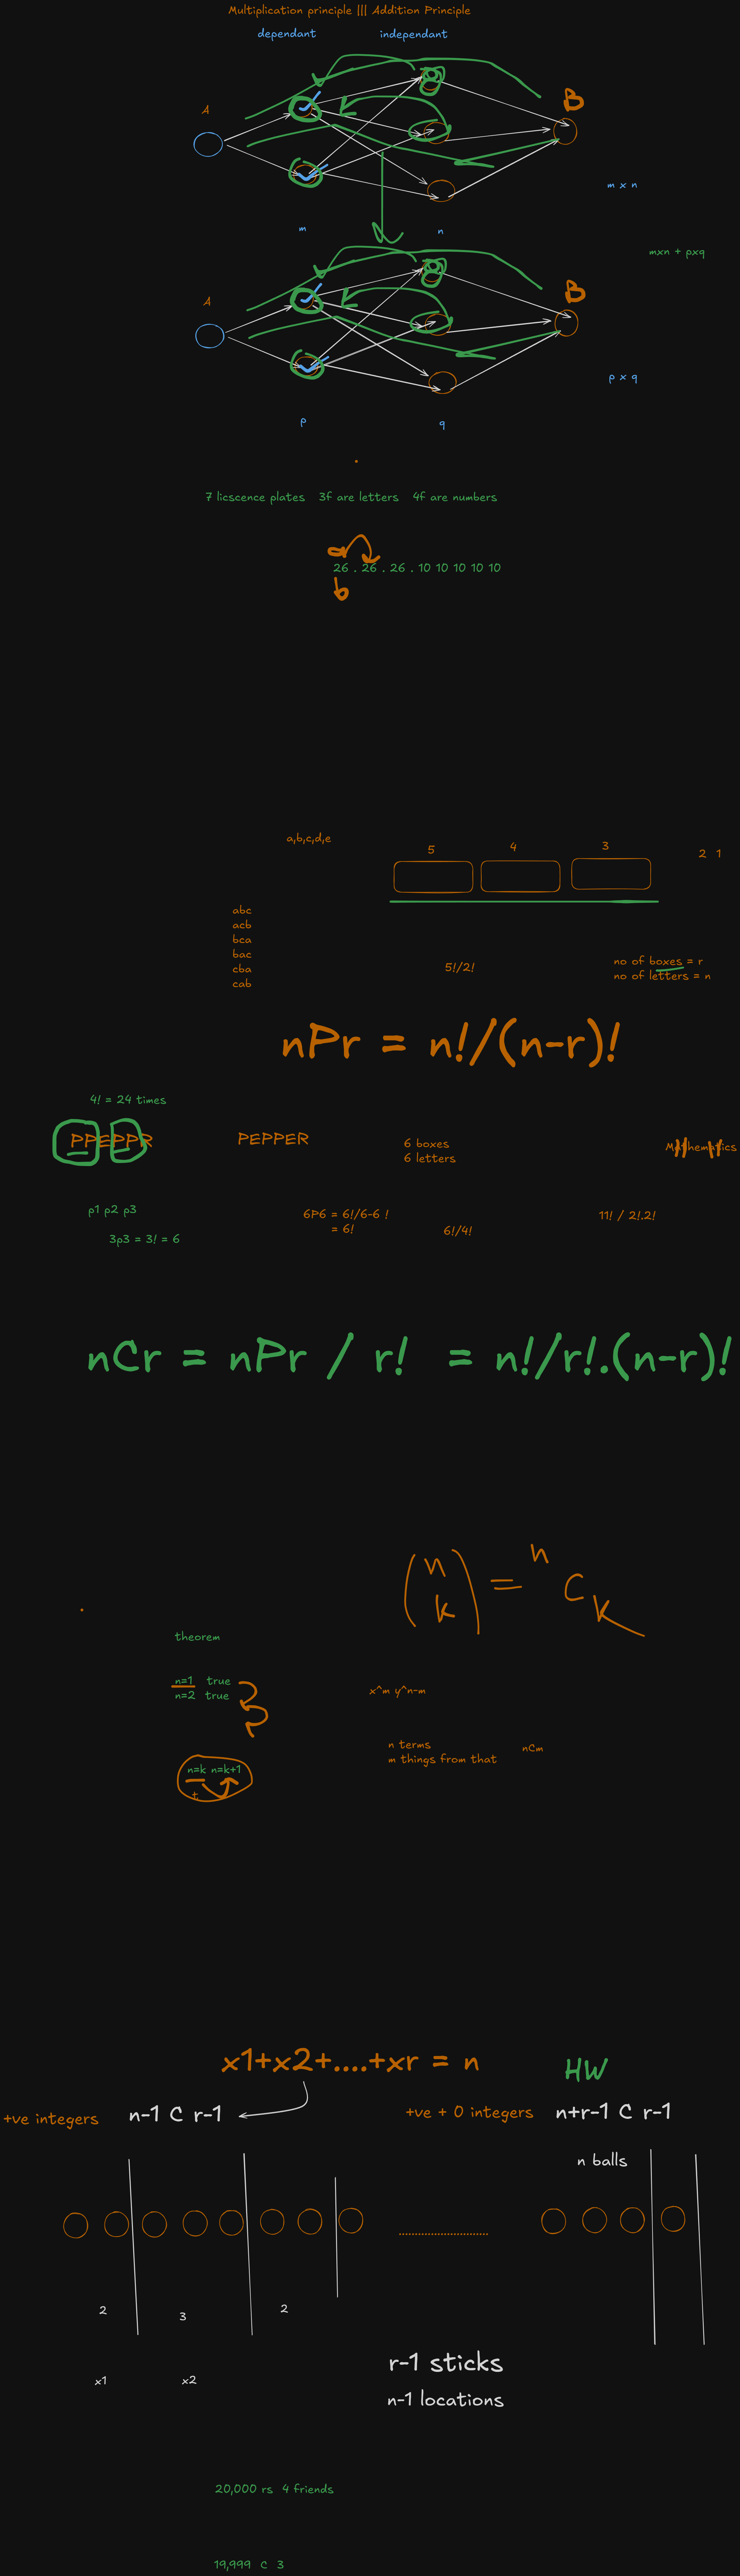 Multiplication principle ||| Addition Principle
dependant independant
A
B
m x n
m n
mxn + pxq
A
B
p x q
p q
7 licscence plates 3f are letters 4f are numbers
26 . 26 . 26 . 10 10 10 10 10
b
a,b,c,d,e
5 4 3 2 1
abc
acb
bca
bac
cba
cab
5!/2!
no of boxes = r
no of letters = n
nPr = n!/(n-r)!
4! = 24 times
PPEPPR
PEPPER
6 boxes
6 letters
Mathematics
p1 p2 p3
3p3 = 3! = 6
6P6 = 6!/6-6 !
= 6!
6!/4!
11! / 2!.2!
nCr = nPr / r! = n!/r!.(n-r)!
(n k) = n C k
theorem
n=1 true
n=2 true
x^m y^n-m
n terms
m things from that
nCm
n=k n=k+1
t
x1+x2+....+xr = n
HW
+ve integers n-1 C r-1
+ve + 0 integers n+r-1 C r-1
n balls
2 3 2
x1 x2
r-1 sticks
n-1 locations
20,000 rs 4 friends
19,999 C 3